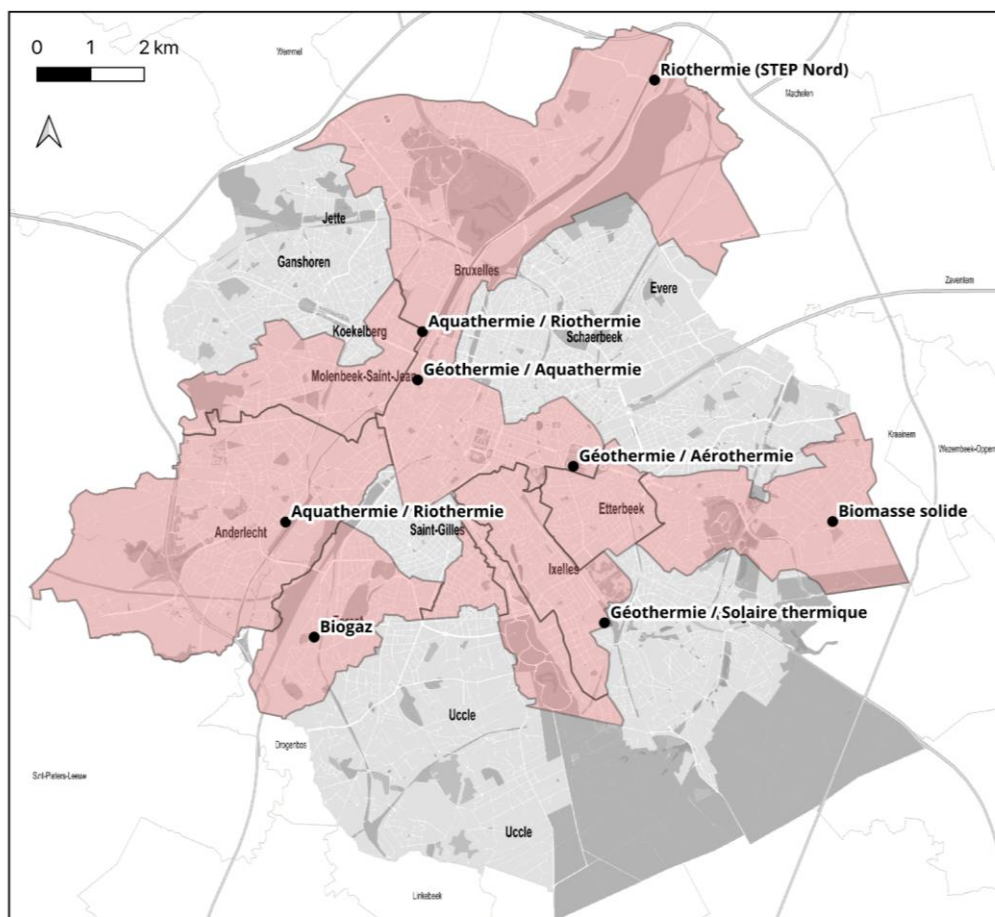 0 1 2 km
Wemmel
Riothermie (STEP Nord)
Machelen
Jette
Ganshoren
Bruxelles
Zaventem
Evere
Aquathermie / Riothermie
Koekelberg
Schaerbeek
Géothermie / Aquathermie
Molenbeek-Saint-Jean
Kraainem
Wezembeek-Oppem
Géothermie / Aérothermie
Etterbeek
Aquathermie / Riothermie
Biomasse solide
Anderlecht
Saint-Gilles
Ixelles
Géothermie / Solaire thermique
Biogaz
Uccle
Drogenbos
Sint-Pieters-Leeuw
Uccle
Linkebeek